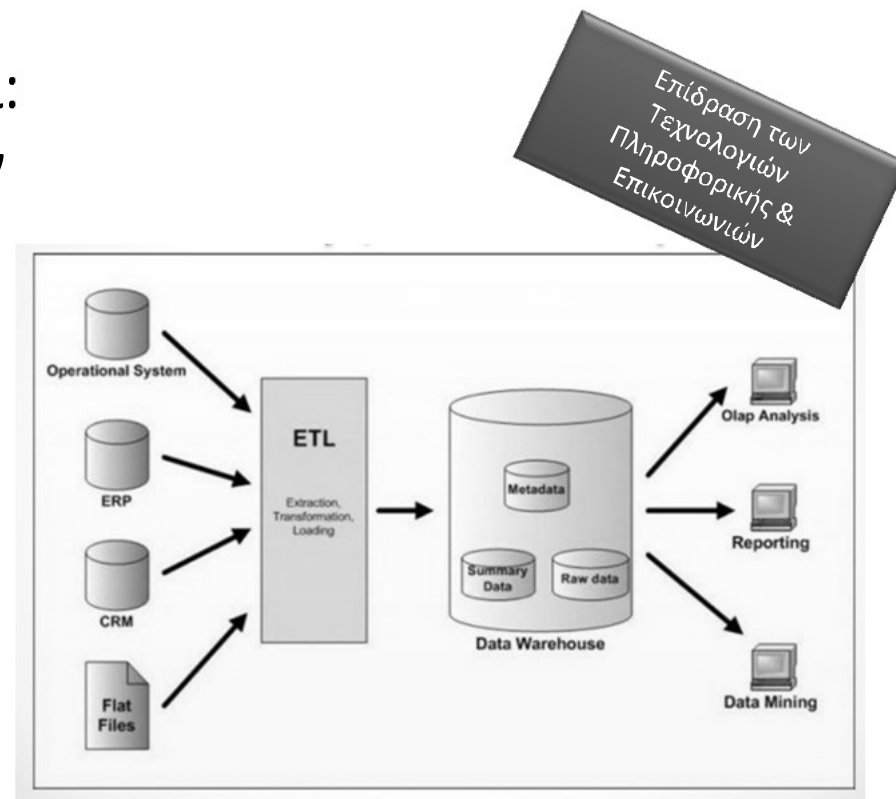 Επίδραση των
Τεχνολογιών
Πληροφορικής &
Επικοινωνιών
Operational System
ERP
CRM
Flat
Files
ETL
Extraction,
Transformation,
Loading
Metadata
Summary
Data
Raw data
Data Warehouse
Olap Analysis
Reporting
Data Mining